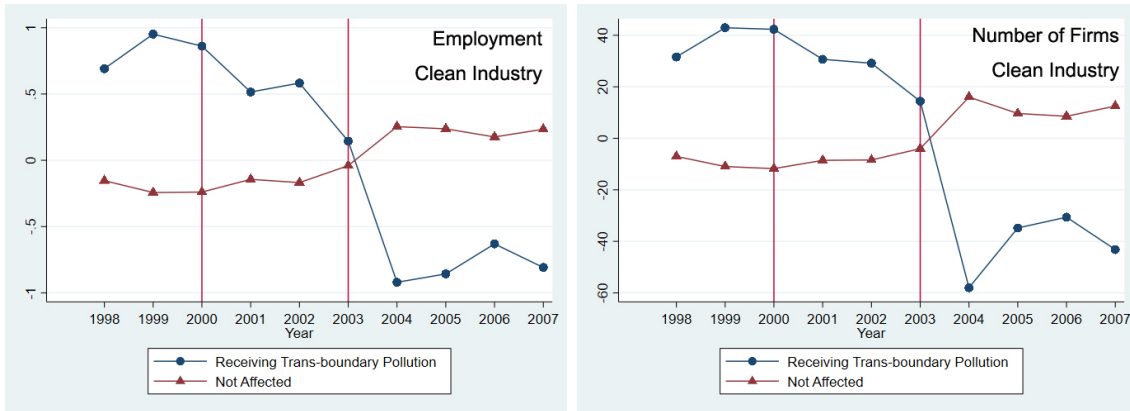 Employment
Clean Industry
1
.5
0
-.5
-1
1998 1999 2000 2001 2002 2003 2004 2005 2006 2007
Year
Receiving Trans-boundary Pollution
Not Affected
Number of Firms
Clean Industry
40
20
0
-20
-40
-60
1998 1999 2000 2001 2002 2003 2004 2005 2006 2007
Year
Receiving Trans-boundary Pollution
Not Affected